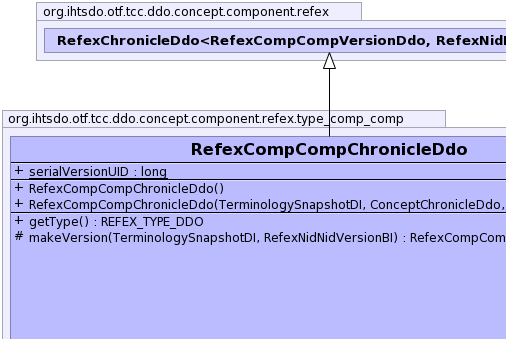 org.ihtsdo.otf.tcc.ddo.concept.component.refex
RefexChronicleDdo<RefexCompCompVersionDdo, RefexNidN
org.ihtsdo.otf.tcc.ddo.concept.component.refex.type_comp_comp
RefexCompCompChronicleDdo
+ serialVersionUID : long
+ RefexCompCompChronicleDdo()
+ RefexCompCompChronicleDdo(TerminologySnapshotDI, ConceptChronicleDdo,
+ getType() : REFEX_TYPE_DDO
# makeVersion(TerminologySnapshotDI, RefexNidNidVersionBI) : RefexCompCom